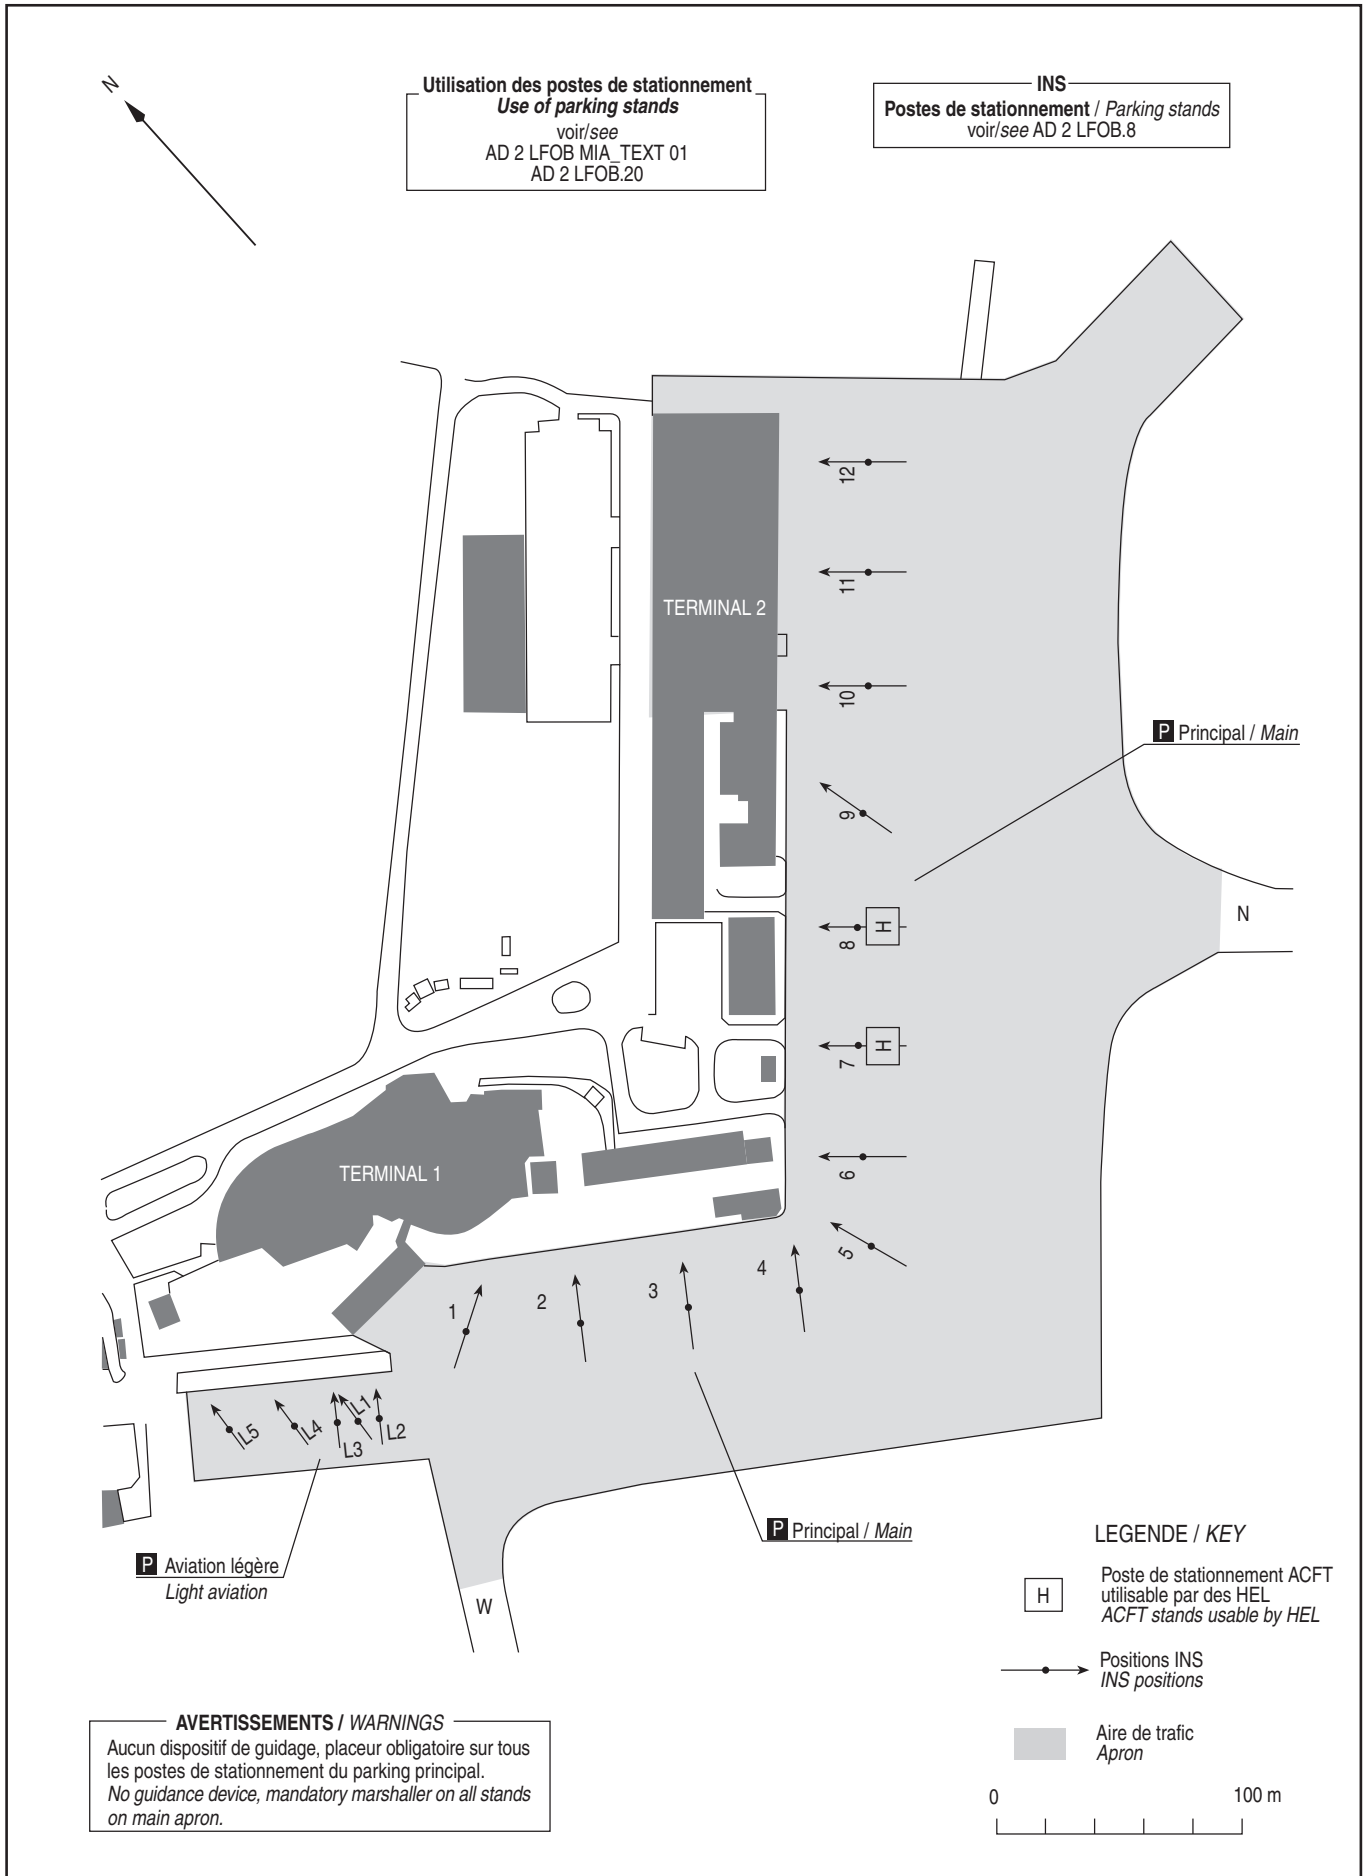 N
Utilisation des postes de stationnement
Use of parking stands
voir/see
AD 2 LFOB MIA_TEXT 01
AD 2 LFOB.20
INS
Postes de stationnement / Parking stands
voir/see AD 2 LFOB.8
12
11
TERMINAL 2
10
P Principal / Main
9
8
H
N
7
H
TERMINAL 1
6
5
4
3
2
1
L5
L4
L3
L1
L2
P Principal / Main
P Aviation légère
Light aviation
W
LEGENDE / KEY
H
Poste de stationnement ACFT
utilisable par des HEL
ACFT stands usable by HEL
Positions INS
INS positions
Aire de trafic
Apron
0
100 m
AVERTISSEMENTS / WARNINGS
Aucun dispositif de guidage, placeur obligatoire sur tous
les postes de stationnement du parking principal.
No guidance device, mandatory marshaller on all stands
on main apron.